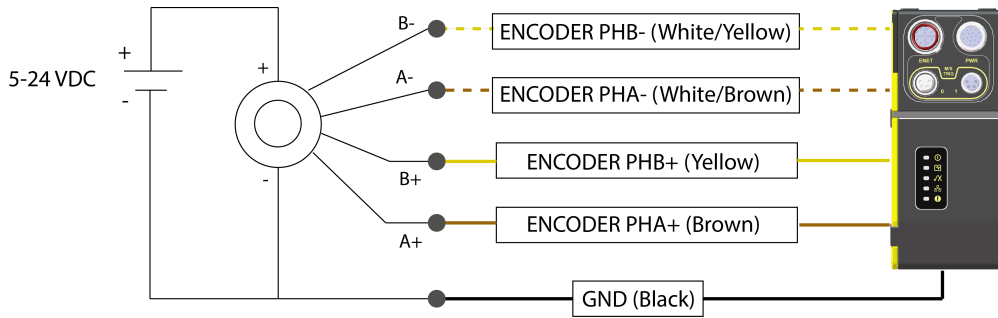 B-
ENCODER PHB- (White/Yellow)
+
+
A-
5-24 VDC
ENCODER PHA- (White/Brown)
-
ENCODER PHB+ (Yellow)
B+
-
ENCODER PHA+ (Brown)
A+
GND (Black)
ENET
M/X
TRIG
PWR
0
1